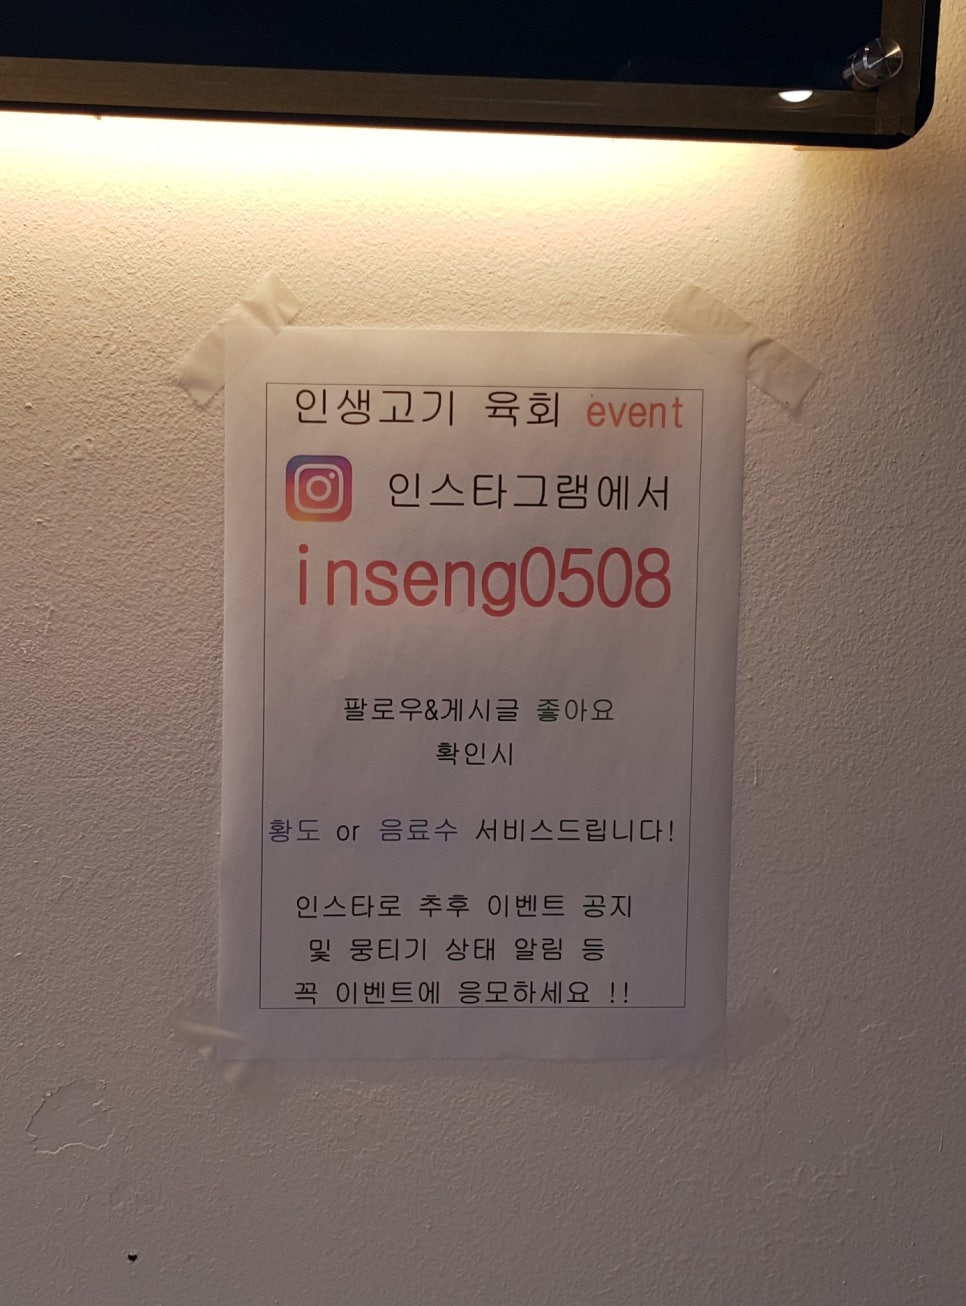 인생고기 육회 event
인스타그램에서
inseng0508
팔로우&게시글 좋아요
확인시
황도 or 음료수 서비스드립니다!
인스타로 추후 이벤트 공지
및 뭉티기 상태 알림 등
꼭 이벤트에 응모하세요 !!